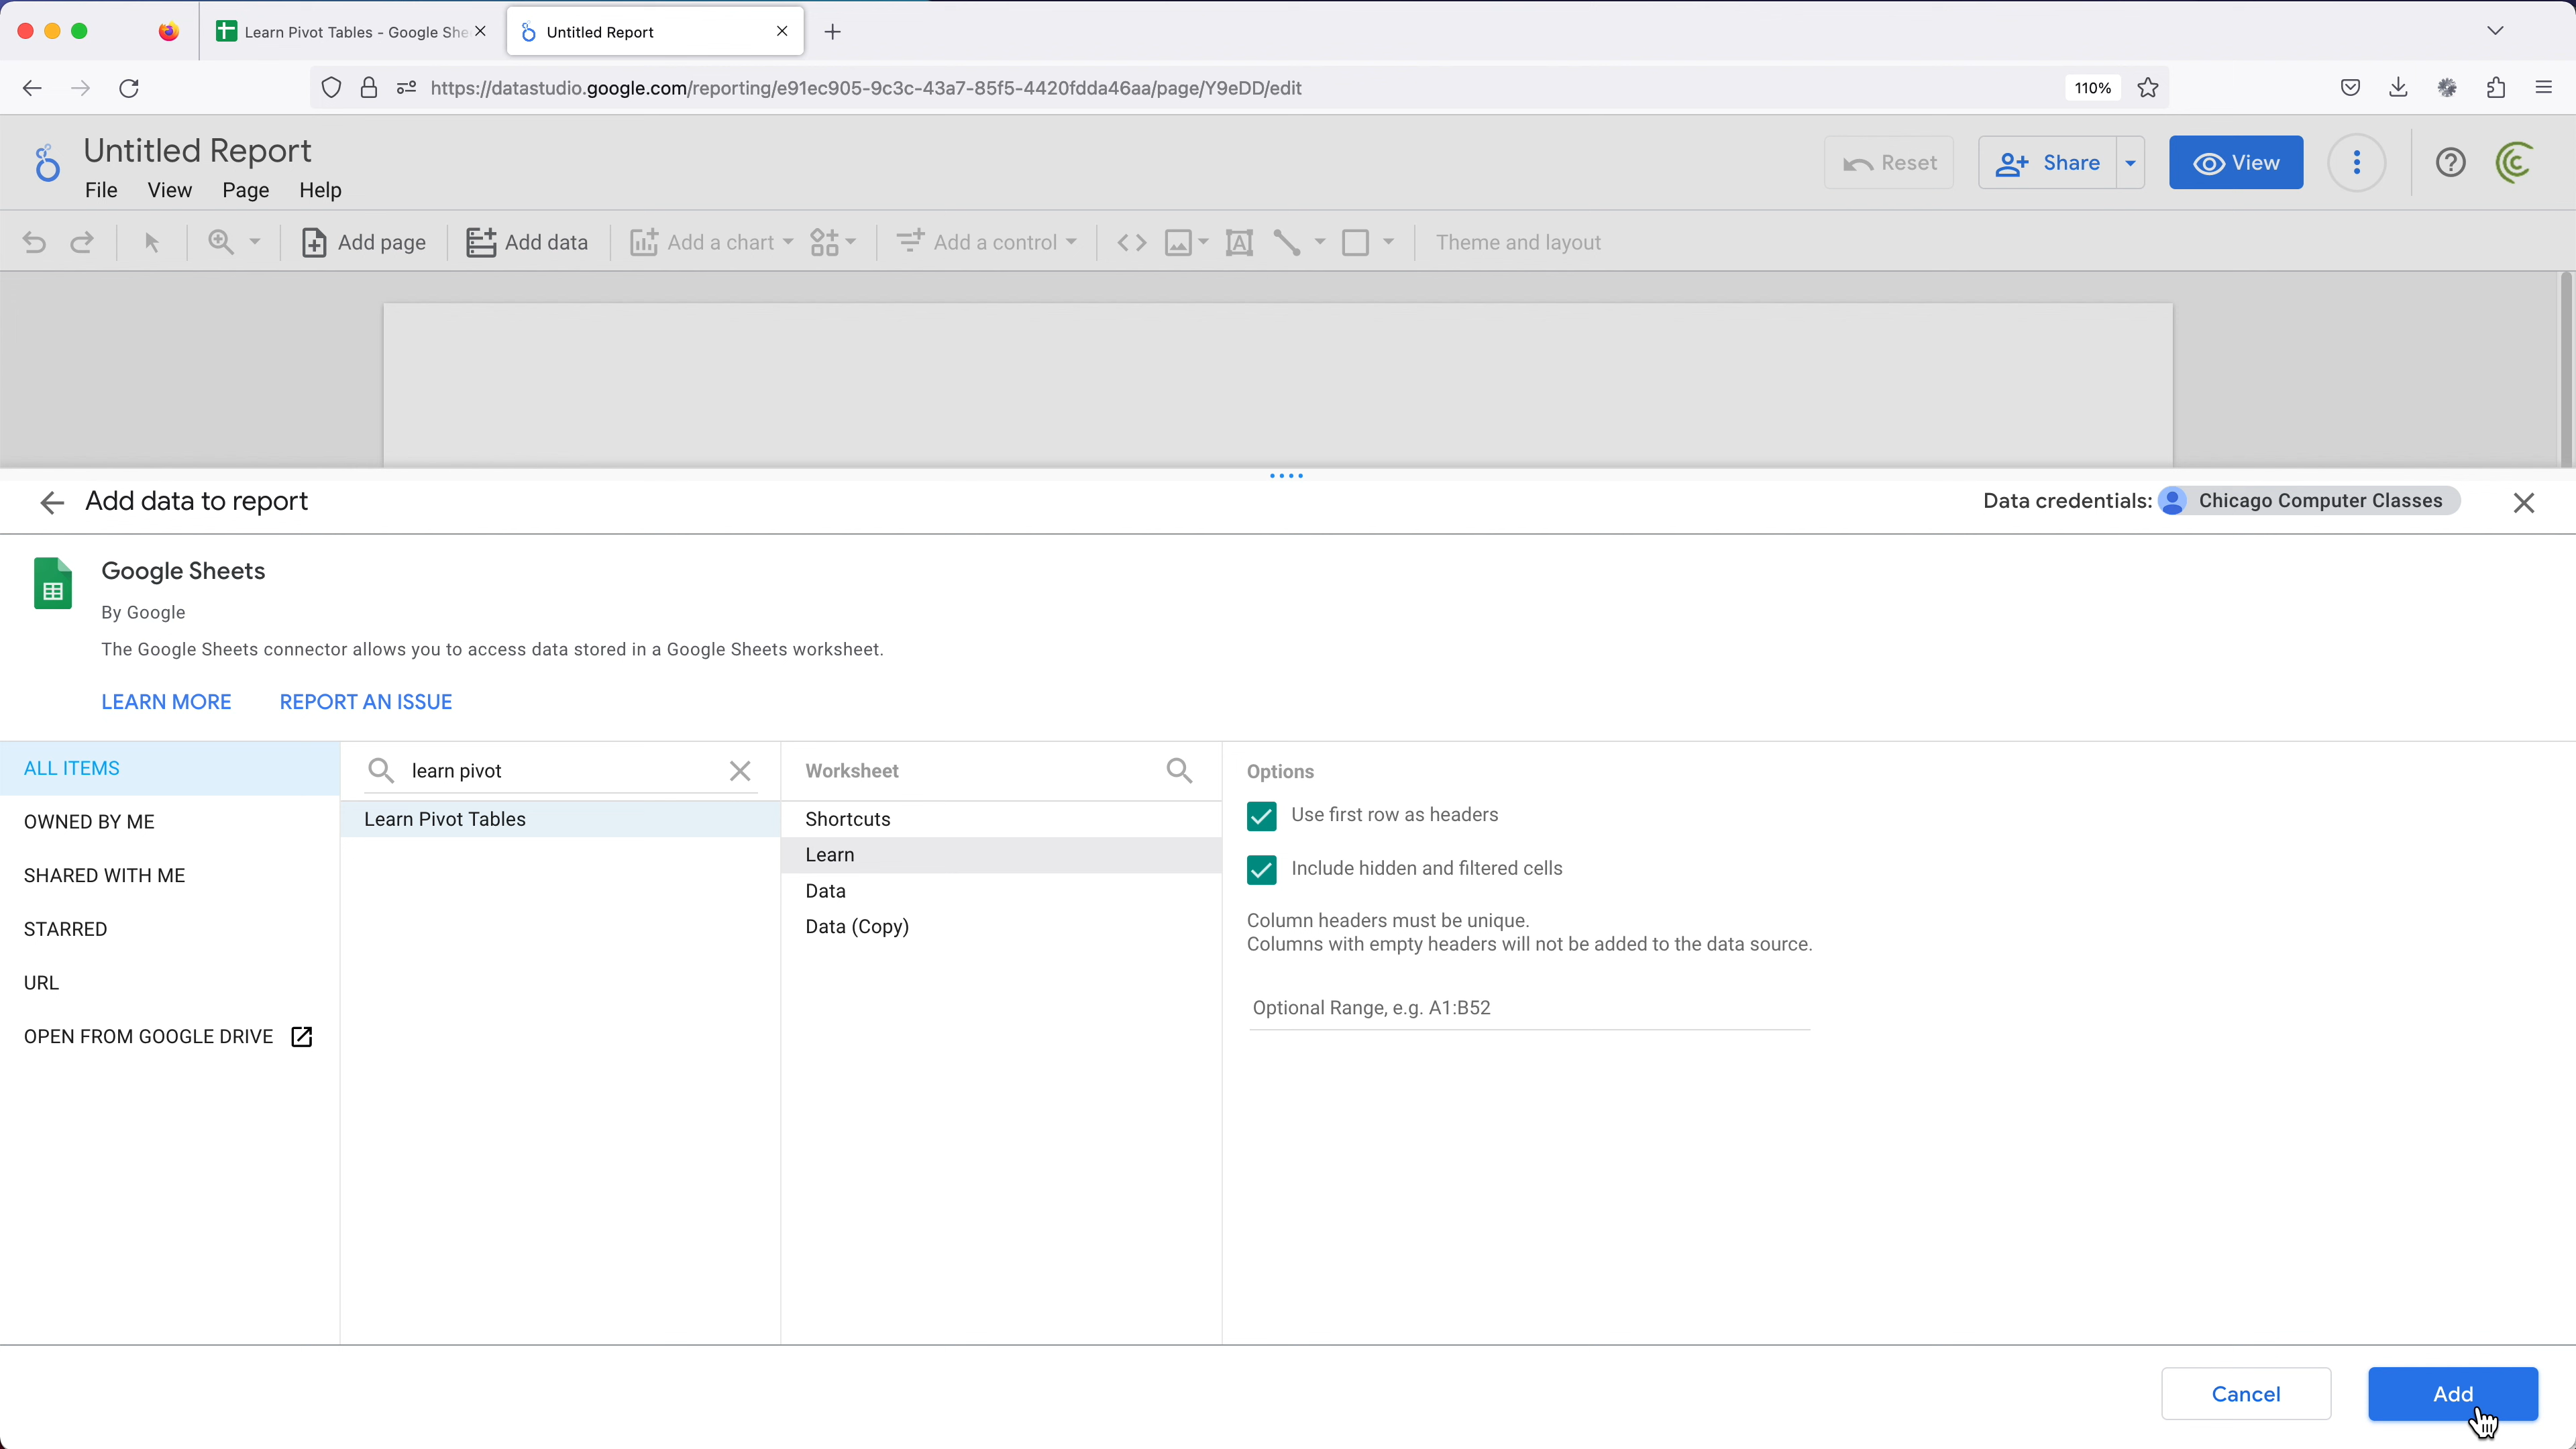 Learn Pivot Tables - Google She
Untitled Report
https://datastudio.google.com/reporting/e91ec905-9c3c-43a7-85f5-4420fdda46aa/page/Y9eDD/edit
110%
Untitled Report
File View Page Help
Reset
Share
View
Add page
Add data
Add a chart
Add a control
Theme and layout
Add data to report
Data credentials: Chicago Computer Classes
Google Sheets
By Google
The Google Sheets connector allows you to access data stored in a Google Sheets worksheet.
LEARN MORE
REPORT AN ISSUE
ALL ITEMS
OWNED BY ME
SHARED WITH ME
STARRED
URL
OPEN FROM GOOGLE DRIVE
learn pivot
Learn Pivot Tables
Worksheet
Shortcuts
Learn
Data
Data (Copy)
Options
Use first row as headers
Include hidden and filtered cells
Column headers must be unique.
Columns with empty headers will not be added to the data source.
Optional Range, e.g. A1:B52
Cancel
Add